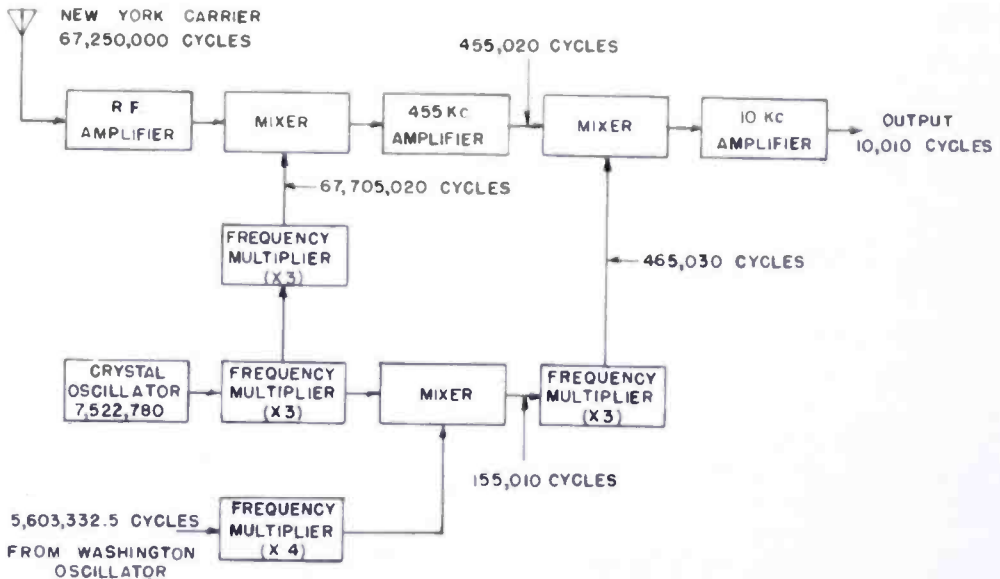 NEW YORK CARRIER
67,250,000 CYCLES
455,020 CYCLES
RF
AMPLIFIER
MIXER
455 KC
AMPLIFIER
MIXER
10 KC
AMPLIFIER
OUTPUT
10,010 CYCLES
67,705,020 CYCLES
FREQUENCY
MULTIPLIER
(X3)
465,030 CYCLES
CRYSTAL
OSCILLATOR
7,522,780
FREQUENCY
MULTIPLIER
(X3)
MIXER
FREQUENCY
MULTIPLIER
(X3)
155,010 CYCLES
5,603,332.5 CYCLES
FROM WASHINGTON
OSCILLATOR
FREQUENCY
MULTIPLIER
(X 4)